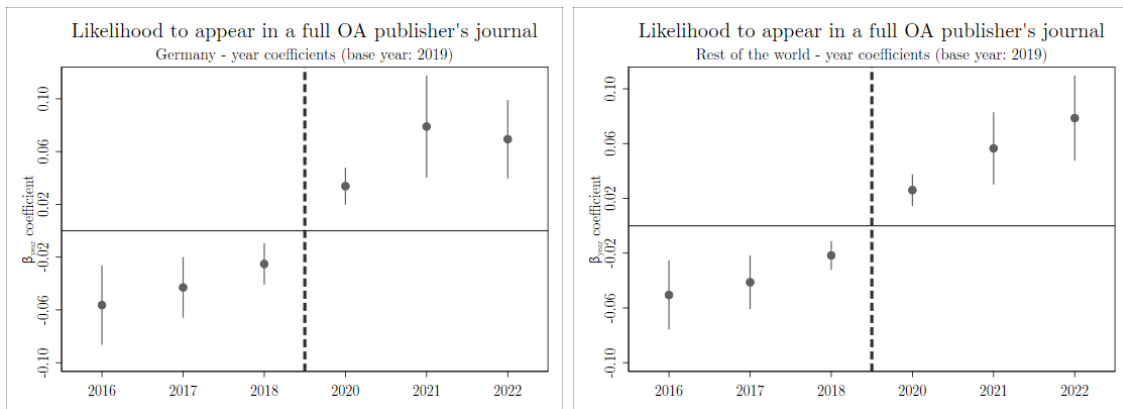 Likelihood to appear in a full OA publisher's journal
Germany - year coefficients (base year: 2019)
0.10
0.06
0.02
-0.02
-0.06
-0.10
βyear coefficient
2016 2017 2018 2020 2021 2022
Likelihood to appear in a full OA publisher's journal
Rest of the world - year coefficients (base year: 2019)
0.10
0.06
0.02
-0.02
-0.06
-0.10
βyear coefficient
2016 2017 2018 2020 2021 2022